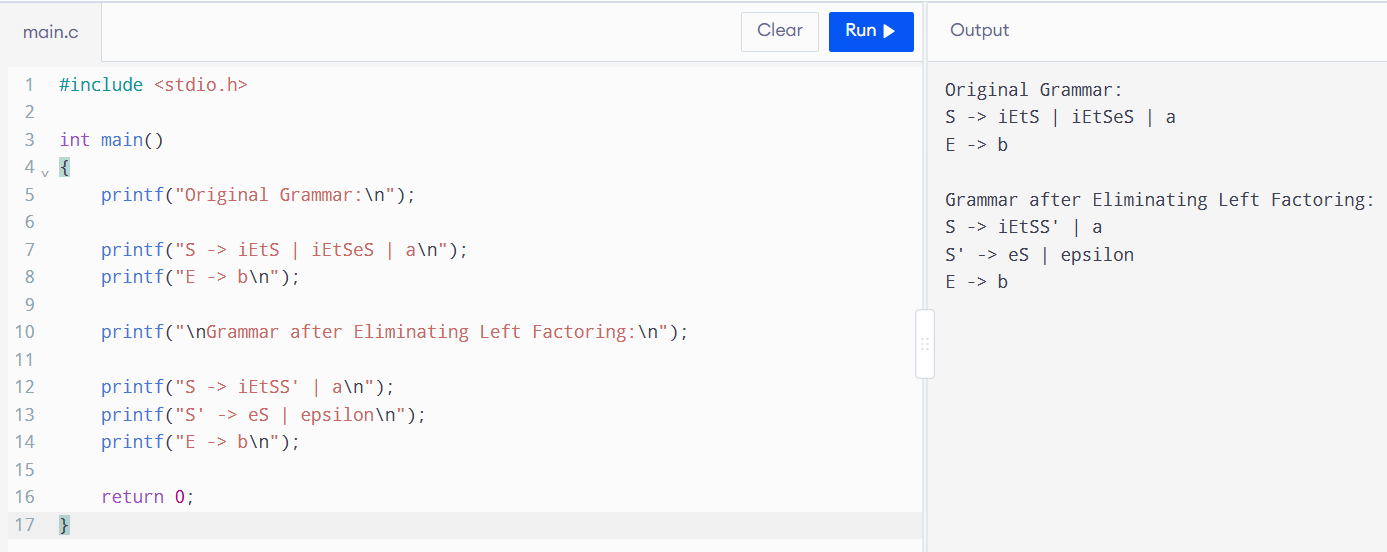 main.c
Clear
Run
1 #include <stdio.h>
2
3 int main()
4 {
5     printf("Original Grammar:\n");
6
7     printf("S -> iEtS | iEtSeS | a\n");
8     printf("E -> b\n");
9
10     printf("\nGrammar after Eliminating Left Factoring:\n");
11
12     printf("S -> iEtSS' | a\n");
13     printf("S' -> eS | epsilon\n");
14     printf("E -> b\n");
15
16     return 0;
17 }
Output
Original Grammar:
S -> iEtS | iEtSeS | a
E -> b

Grammar after Eliminating Left Factoring:
S -> iEtSS' | a
S' -> eS | epsilon
E -> b